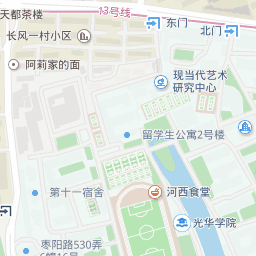 13号线
东门
北门
天都茶楼
长风一村小区
阿莉家的面
现当代艺术
研究中心
留学生公寓2号楼
第十一宿舍
河西食堂
光华学院
枣阳路530弄